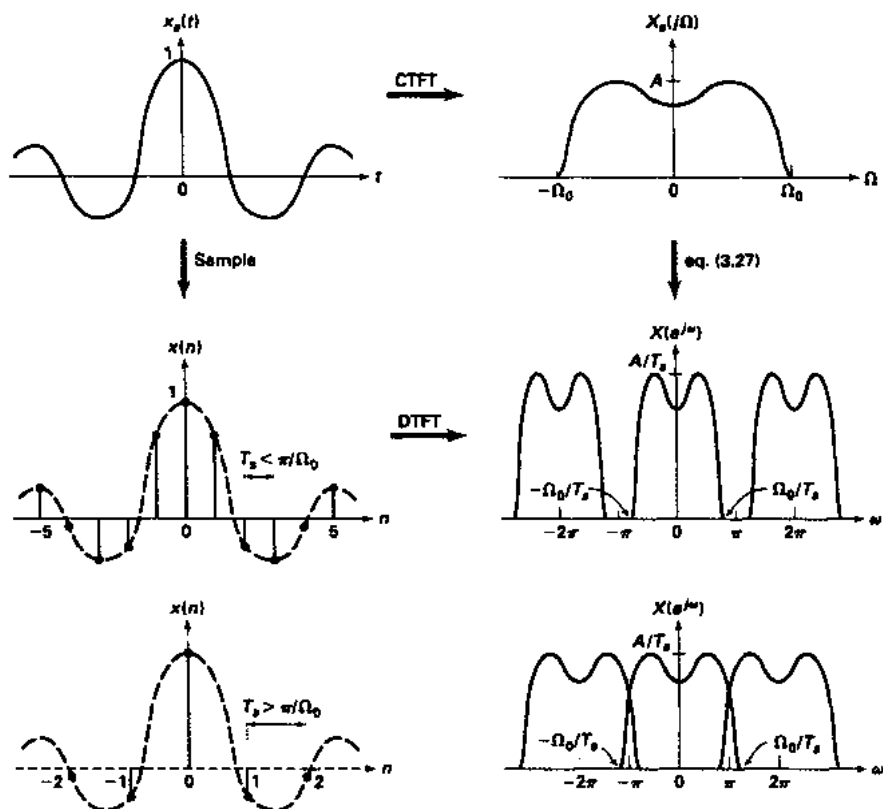 xₐ(t)
1
0
t
CTFT
Xₐ(jΩ)
A
-Ω₀
0
Ω₀
Ω
Sample
eq. (3.27)
x(n)
1
Tₛ < π/Ω₀
-5
0
5
n
DTFT
X(e^{jω})
A/Tₛ
-Ω₀/Tₛ
Ω₀/Tₛ
-2π
-π
0
π
2π
ω
x(n)
1
Tₛ > π/Ω₀
-2
-1
0
1
2
n
X(e^{jω})
A/Tₛ
-Ω₀/Tₛ
Ω₀/Tₛ
-2π
-π
0
π
2π
ω